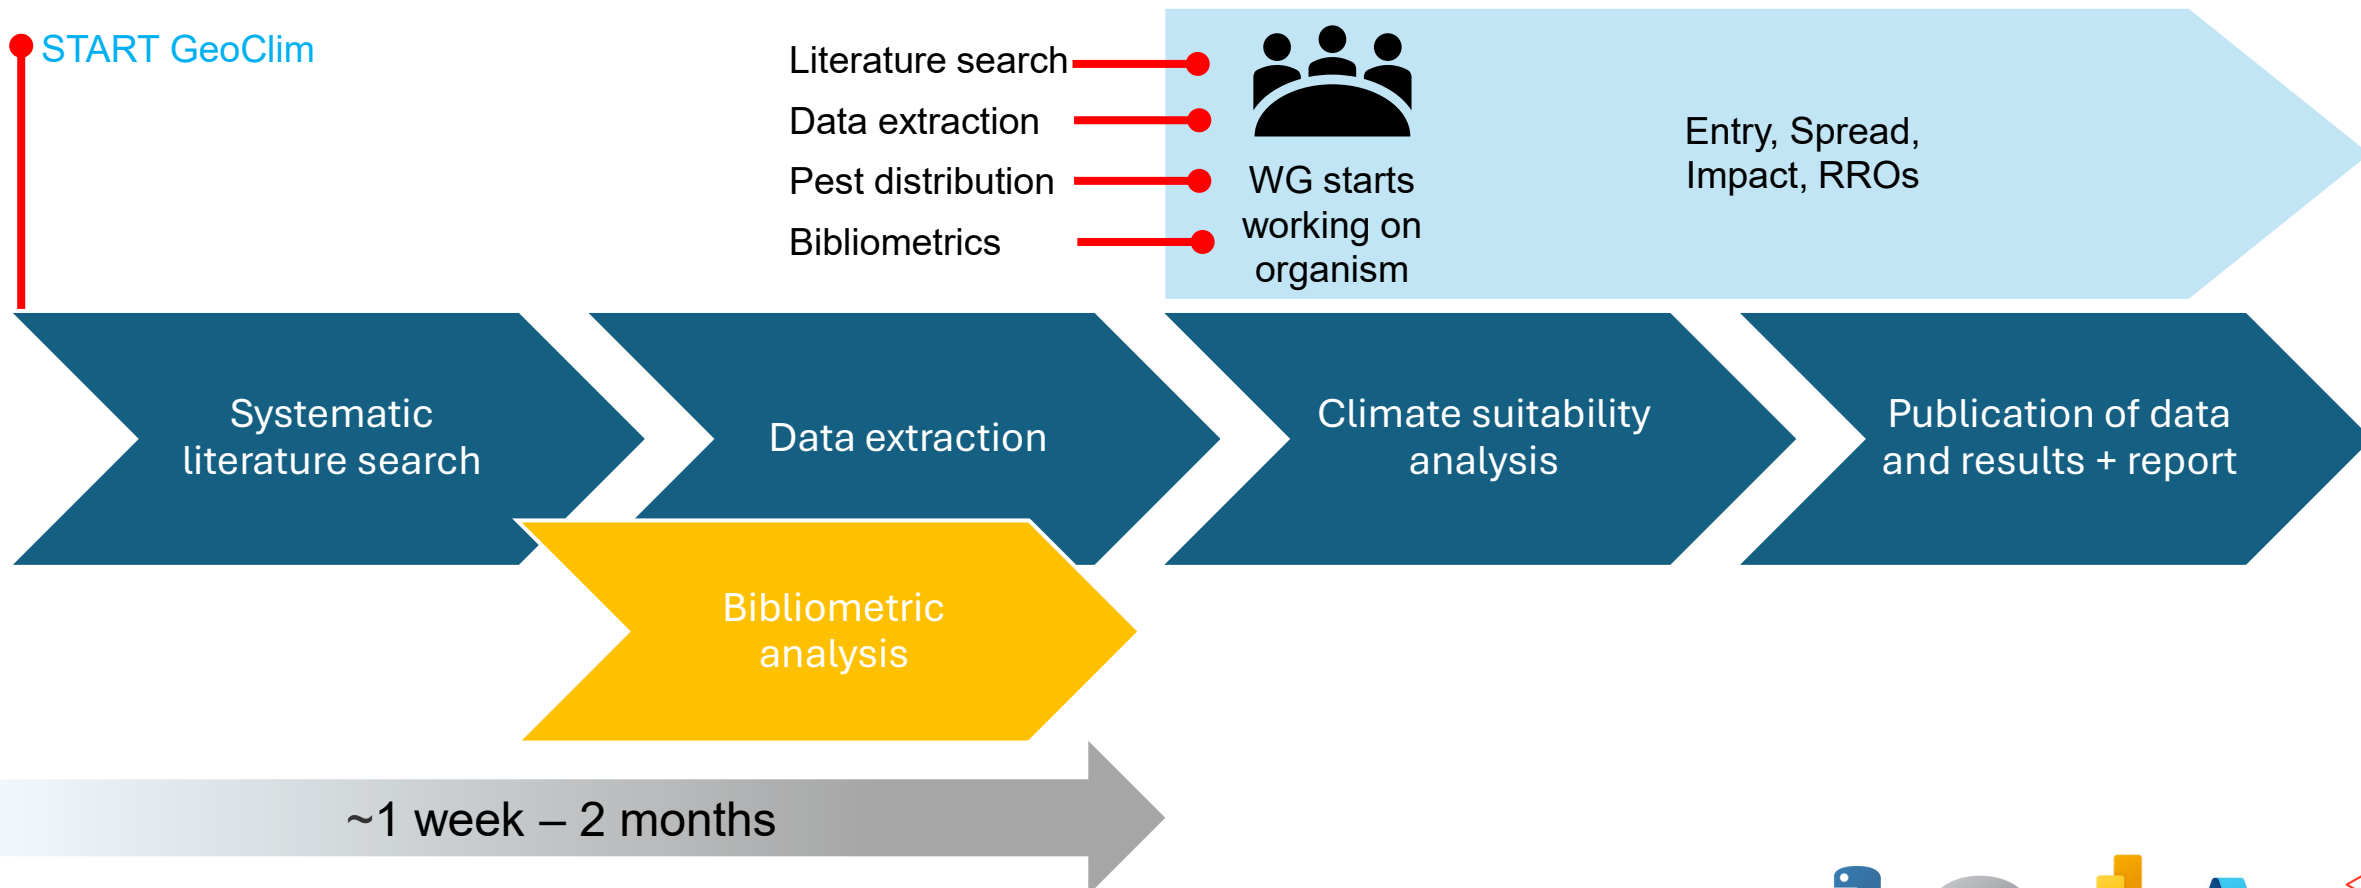 START GeoClim
Literature search
Data extraction
Pest distribution
Bibliometrics
WG starts
working on
organism
Entry, Spread,
Impact, RROs
Systematic
literature search
Data extraction
Climate suitability
analysis
Publication of data
and results + report
Bibliometric
analysis
~1 week – 2 months